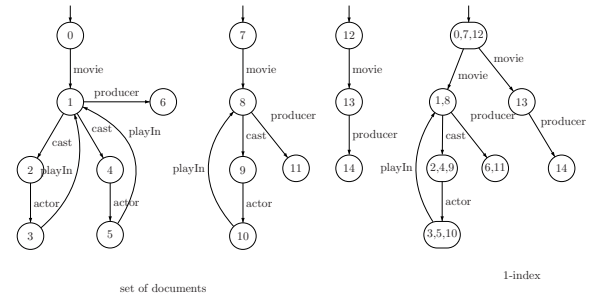 0 7 12 0,7,12
movie movie movie movie movie
producer
1 6 8 13 1,8 13
producer producer
cast cast playIn cast producer cast producer
2 playIn 4 playIn 9 11 14 playIn 2,4,9 6,11 14
actor actor actor actor
3 5 10 3,5,10
1-index
set of documents